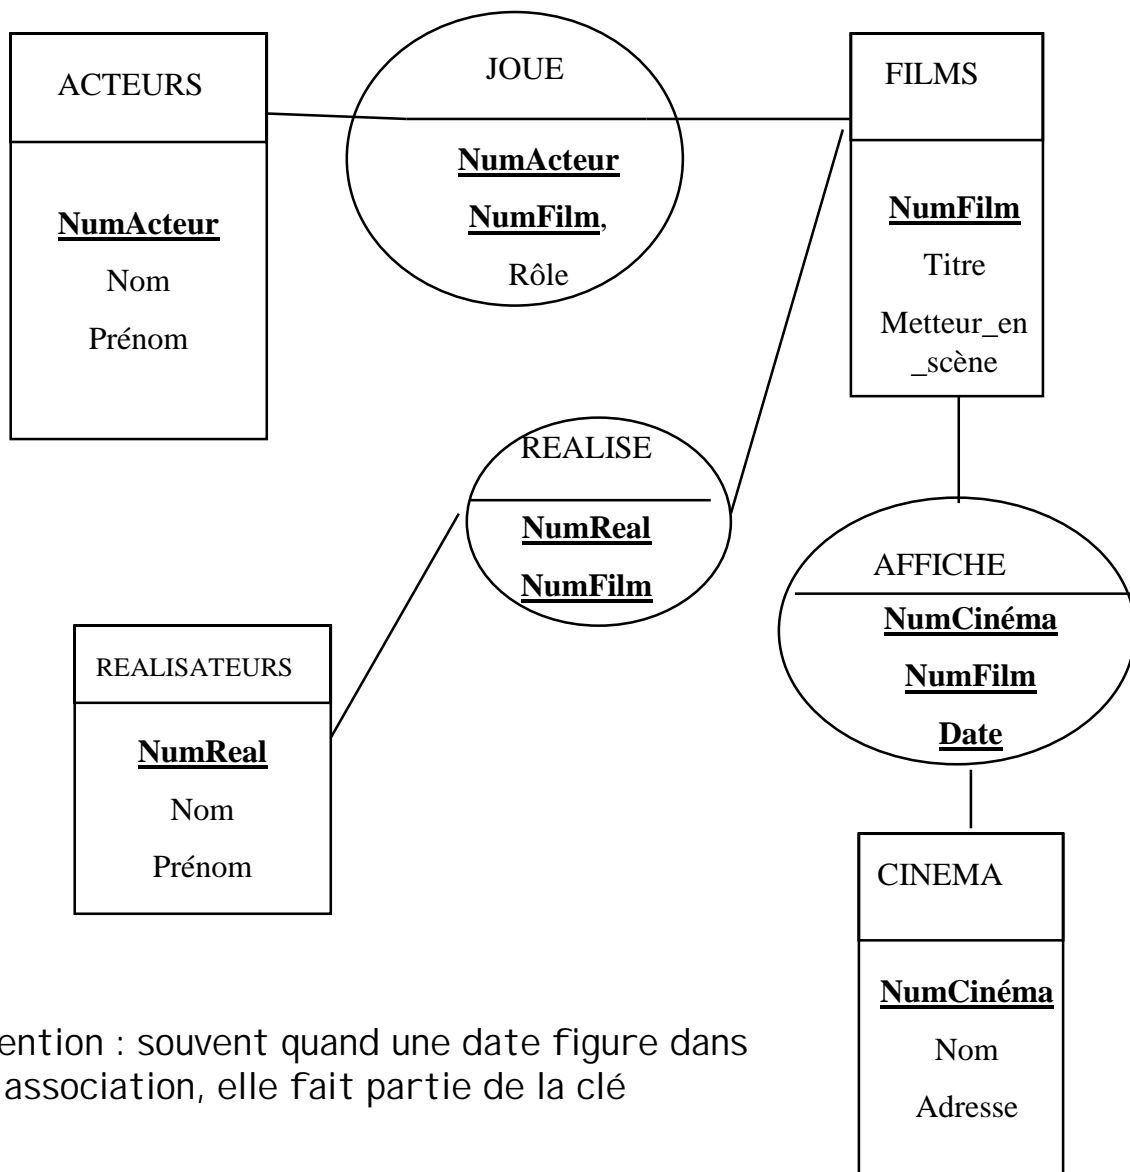 ACTEURS
NumActeur
Nom
Prénom
JOUE
NumActeur
NumFilm,
Rôle
FILMS
NumFilm
Titre
Metteur_en
_scène
REALISE
NumReal
NumFilm
AFFICHE
NumCinéma
NumFilm
Date
REALISATEURS
NumReal
Nom
Prénom
CINEMA
NumCinéma
Nom
Adresse
ention : souvent quand une date figure dans
association, elle fait partie de la clé